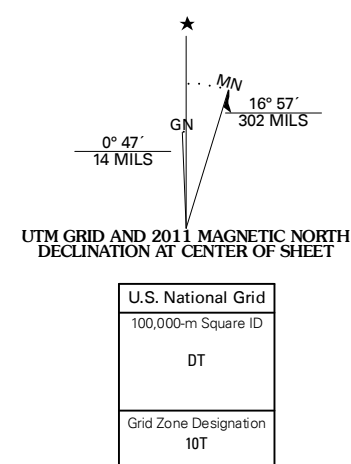 ★
MN
GN
16° 57´
302 MILS
0° 47´
14 MILS
UTM GRID AND 2011 MAGNETIC NORTH
DECLINATION AT CENTER OF SHEET
U.S. National Grid
100,000-m Square ID
DT
Grid Zone Designation
10T